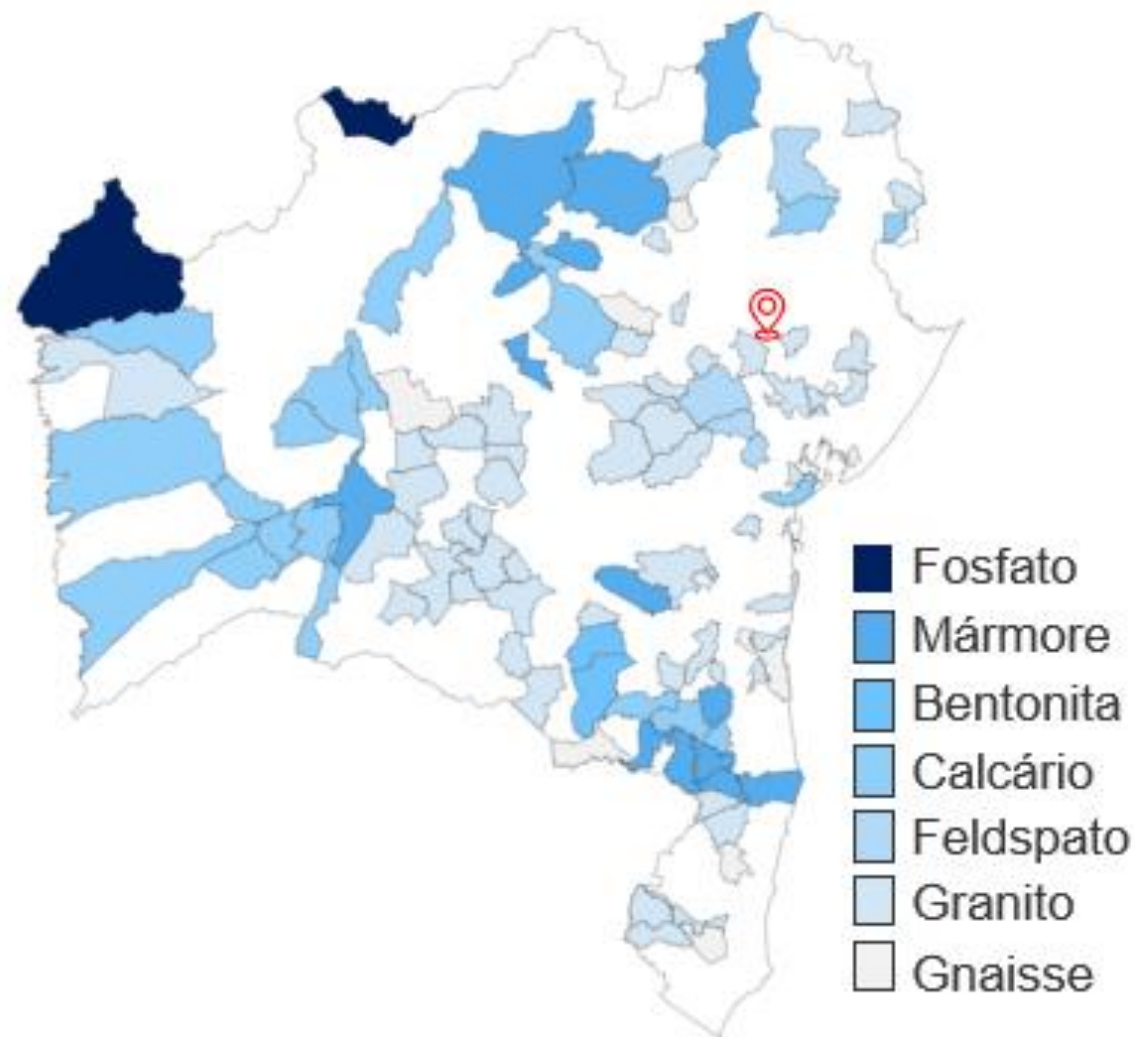 Fosfato
Mármore
Bentonita
Calcário
Feldspato
Granito
Gnaisse